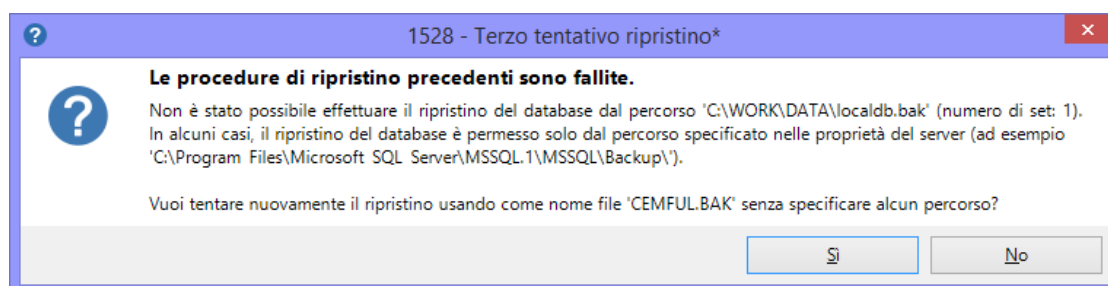 1528 - Terzo tentativo ripristino*
Le procedure di ripristino precedenti sono fallite.
Non è stato possibile effettuare il ripristino del database dal percorso 'C:\WORK\DATA\localdb.bak' (numero di set: 1).
In alcuni casi, il ripristino del database è permesso solo dal percorso specificato nelle proprietà del server (ad esempio
'C:\Program Files\Microsoft SQL Server\MSSQL.1\MSSQL\Backup\').
Vuoi tentare nuovamente il ripristino usando come nome file 'CEMFUL.BAK' senza specificare alcun percorso?
Sì
No